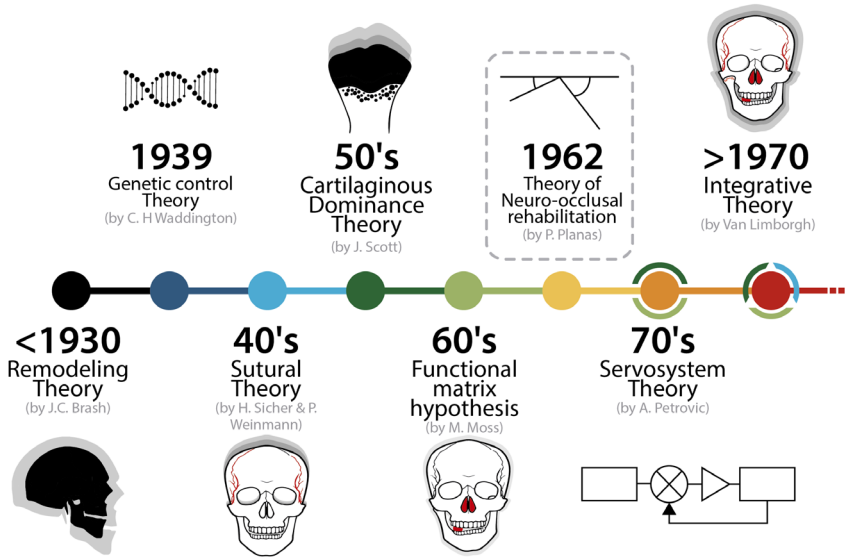 1939
Genetic control
Theory
(by C. H Waddington)
50's
Cartilaginous
Dominance
Theory
(by J. Scott)
1962
Theory of
Neuro-occlusal
rehabilitation
(by P. Planas)
>1970
Integrative
Theory
(by Van Limborgh)
<1930
Remodeling
Theory
(by J.C. Brash)
40's
Sutural
Theory
(by H. Sicher & P.
Weinmann)
60's
Functional
matrix
hypothesis
(by M. Moss)
70's
Servosystem
Theory
(by A. Petrovic)